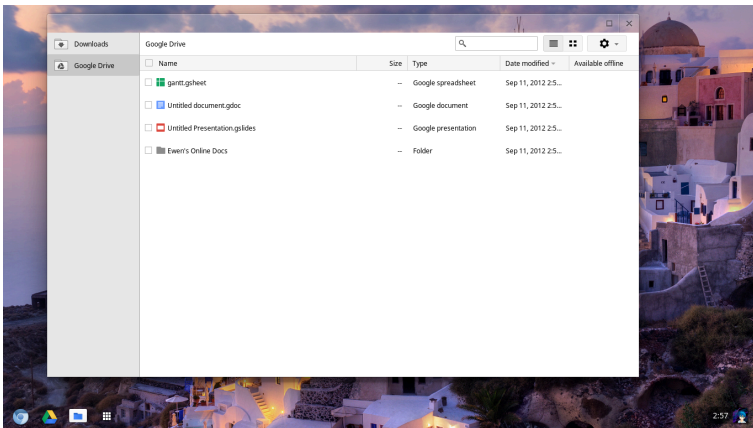 Downloads
Google Drive
Google Drive
Name Size Type Date modified Available offline
gantt.gsheet -- Google spreadsheet Sep 11, 2012 2:5...
Untitled document.gdoc -- Google document Sep 11, 2012 2:5...
Untitled Presentation.gslides -- Google presentation Sep 11, 2012 2:5...
Ewen's Online Docs -- Folder Sep 11, 2012 2:5...
2:57